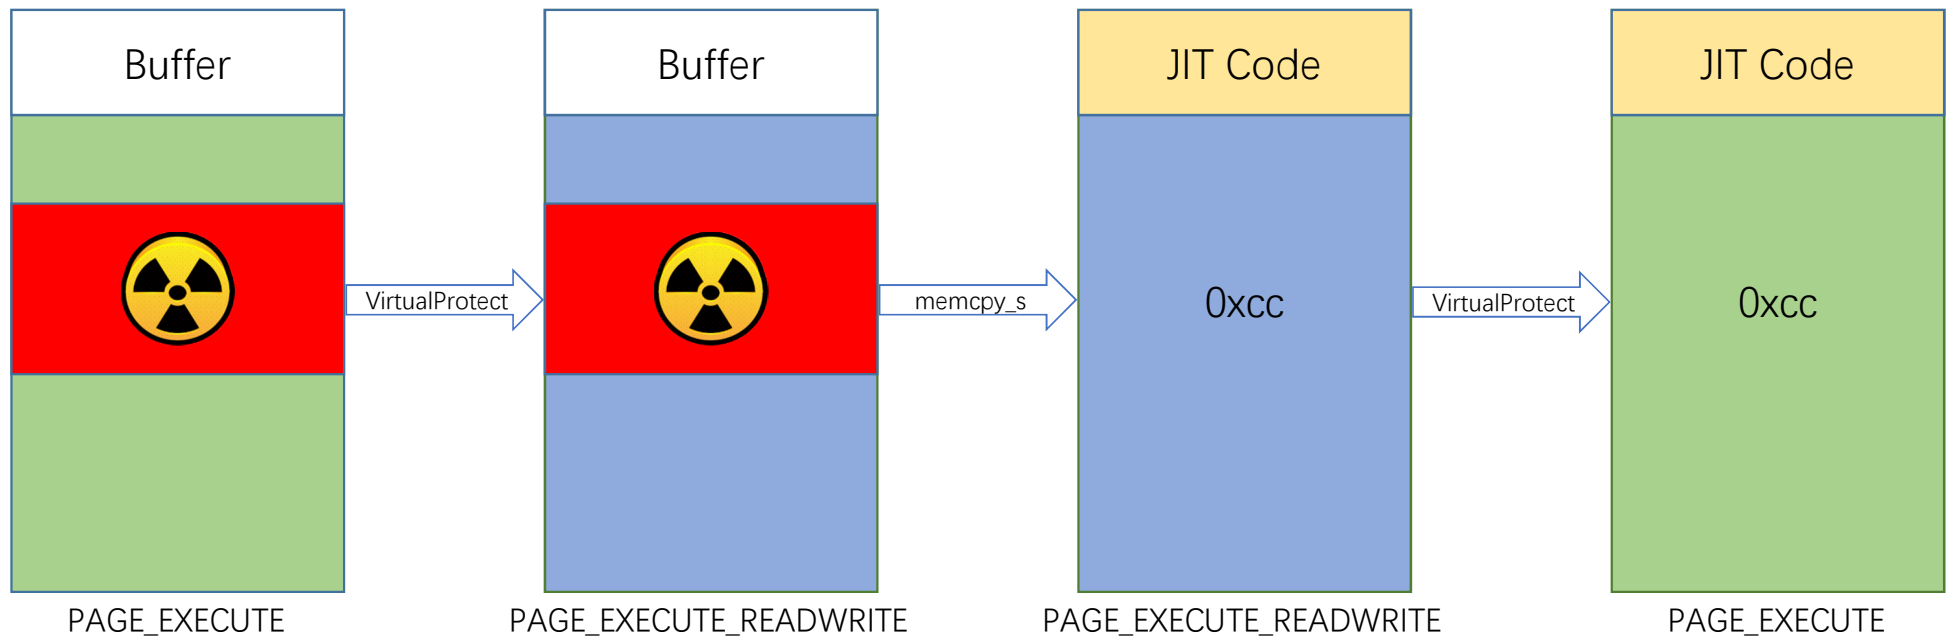 Buffer
Buffer
JIT Code
JIT Code
VirtualProtect
memcpy_s
0xcc
VirtualProtect
0xcc
PAGE_EXECUTE
PAGE_EXECUTE_READWRITE
PAGE_EXECUTE_READWRITE
PAGE_EXECUTE